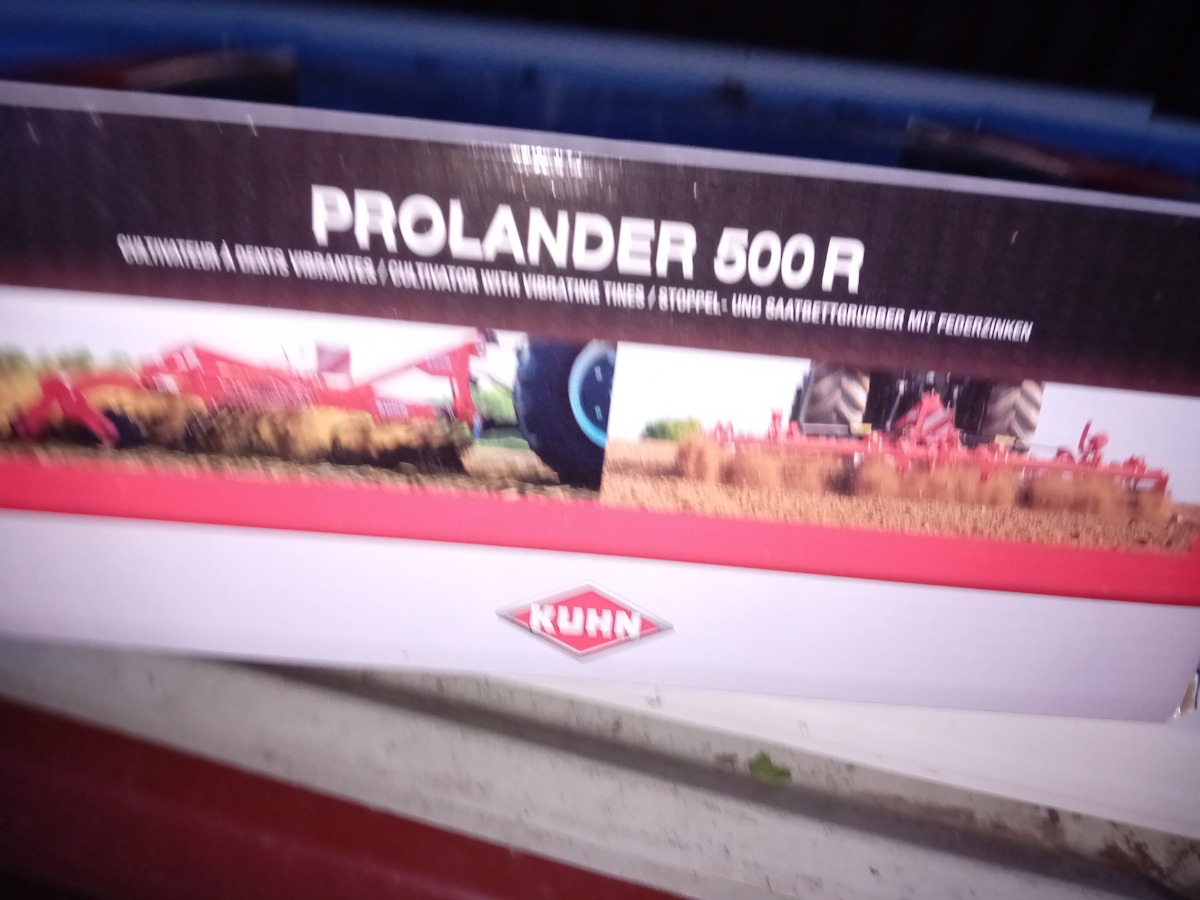 PROLANDER 500 R
CULTIVATEUR À DENTS VIBRANTES / CULTIVATOR WITH VIBRATING TINES / STOPPEL- UND SAATBETTGRUBBER MIT FEDERZINKEN
KUHN